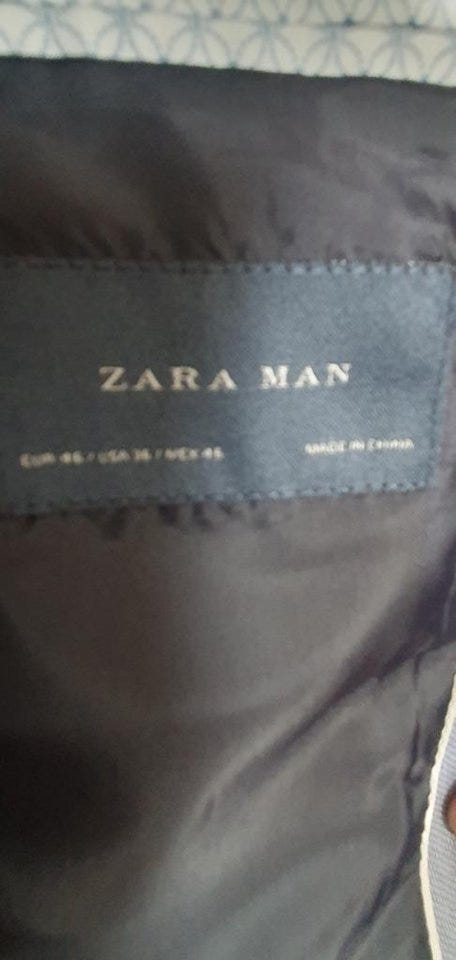 ZARA MAN
EUR 46 / USA 36 / MEX 46
MADE IN CHINA